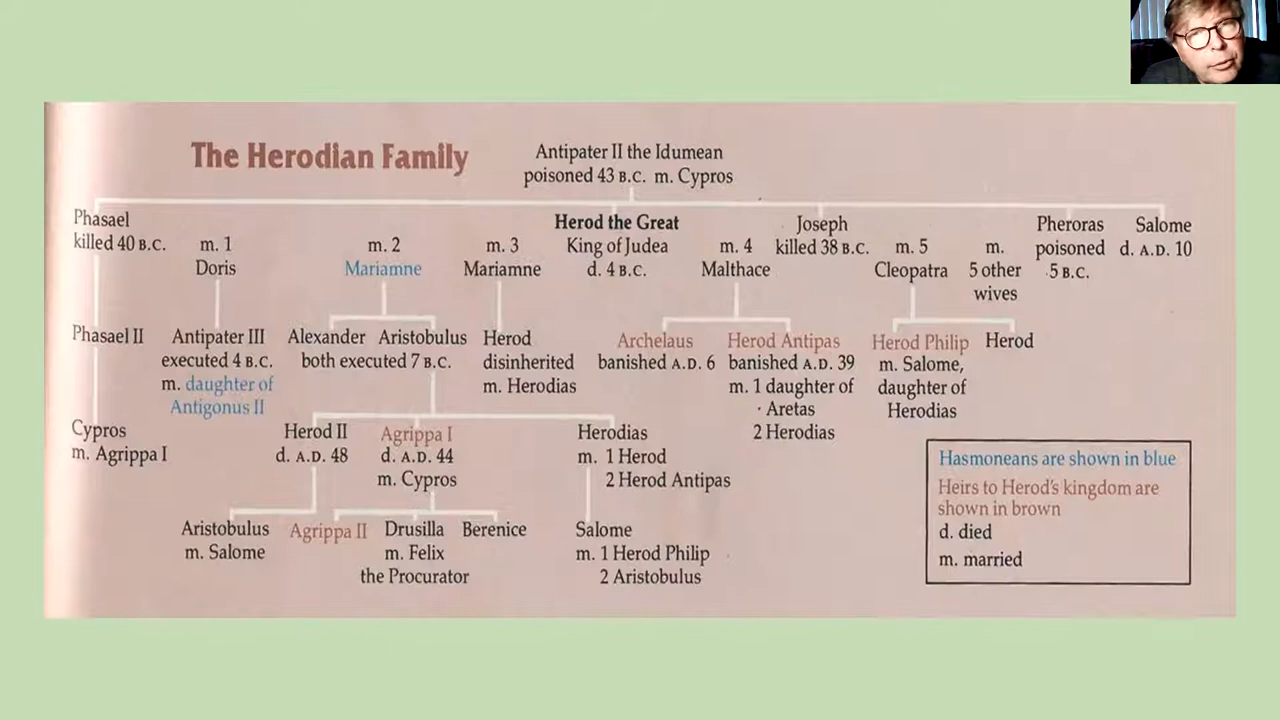 The Herodian Family
Antipater II the Idumean
poisoned 43 B.C. m. Cypros
Phasael
killed 40 B.C.
m. 1
Doris
m. 2
Mariamne
m. 3
Mariamne
Herod the Great
King of Judea
d. 4 B.C.
m. 4
Malthace
Joseph
killed 38 B.C.
m. 5
Cleopatra
m.
5 other
wives
Pheroras
poisoned
5 B.C.
Salome
d. A.D. 10
Phasael II
Antipater III
executed 4 B.C.
m. daughter of
Antigonus II
Alexander Aristobulus
both executed 7 B.C.
Herod
disinherited
m. Herodias
Archelaus
banished A.D. 6
Herod Antipas
banished A.D. 39
m. 1 daughter of
Aretas
2 Herodias
Herod Philip
m. Salome,
daughter of
Herodias
Herod
Cypros
m. Agrippa I
Herod II
d. A.D. 48
Agrippa I
d. A.D. 44
m. Cypros
Herodias
m. 1 Herod
2 Herod Antipas
Aristobulus
m. Salome
Agrippa II
Drusilla
m. Felix
the Procurator
Berenice
Salome
m. 1 Herod Philip
2 Aristobulus
Hasmoneans are shown in blue
Heirs to Herod's kingdom are
shown in brown
d. died
m. married